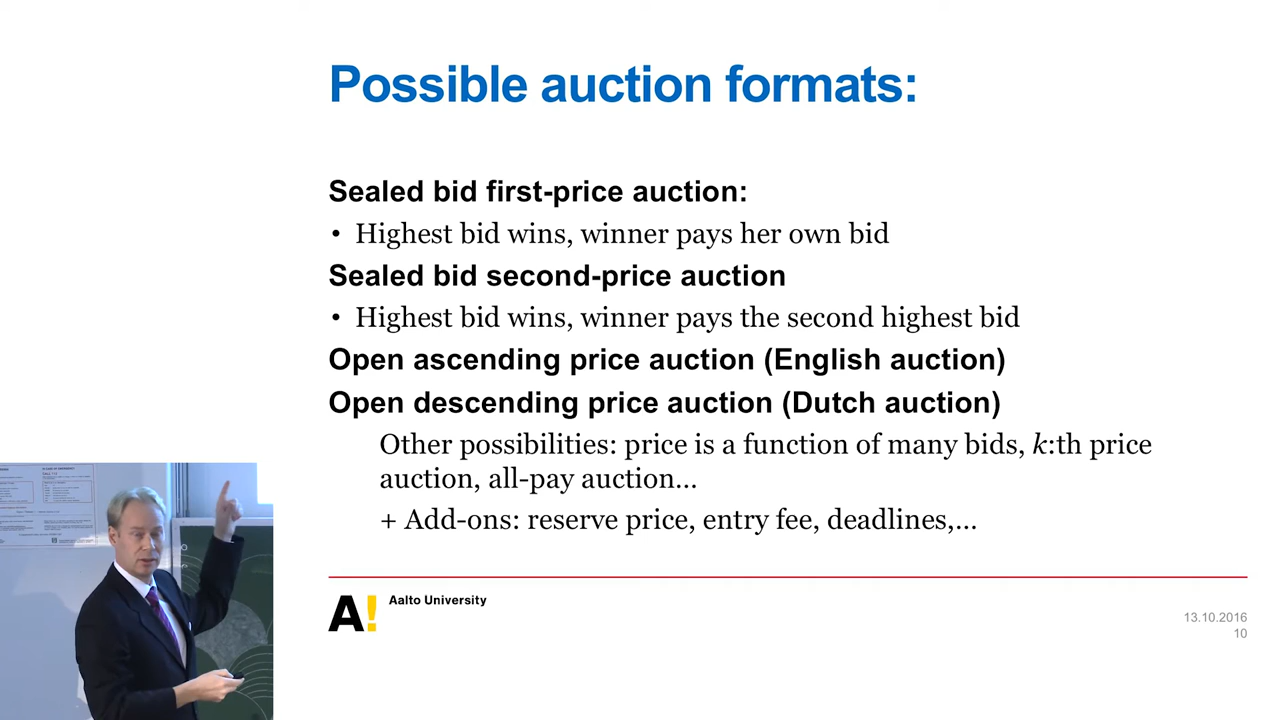 Possible auction formats:
Sealed bid first-price auction:
• Highest bid wins, winner pays her own bid
Sealed bid second-price auction
• Highest bid wins, winner pays the second highest bid
Open ascending price auction (English auction)
Open descending price auction (Dutch auction)
Other possibilities: price is a function of many bids, k:th price
auction, all-pay auction...
+ Add-ons: reserve price, entry fee, deadlines,...
A! Aalto University
13.10.2016
10